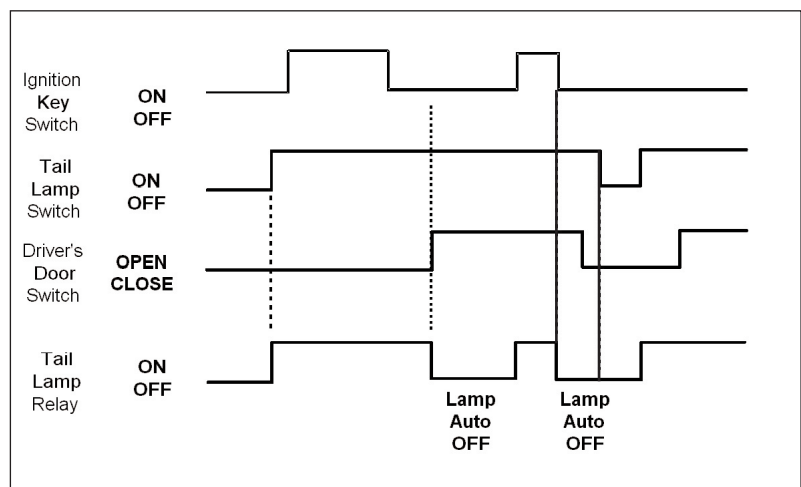 Ignition
Key
Switch
ON
OFF
Tail
Lamp
Switch
ON
OFF
Driver's
Door
Switch
OPEN
CLOSE
Tail
Lamp
Relay
ON
OFF
Lamp
Auto
OFF
Lamp
Auto
OFF